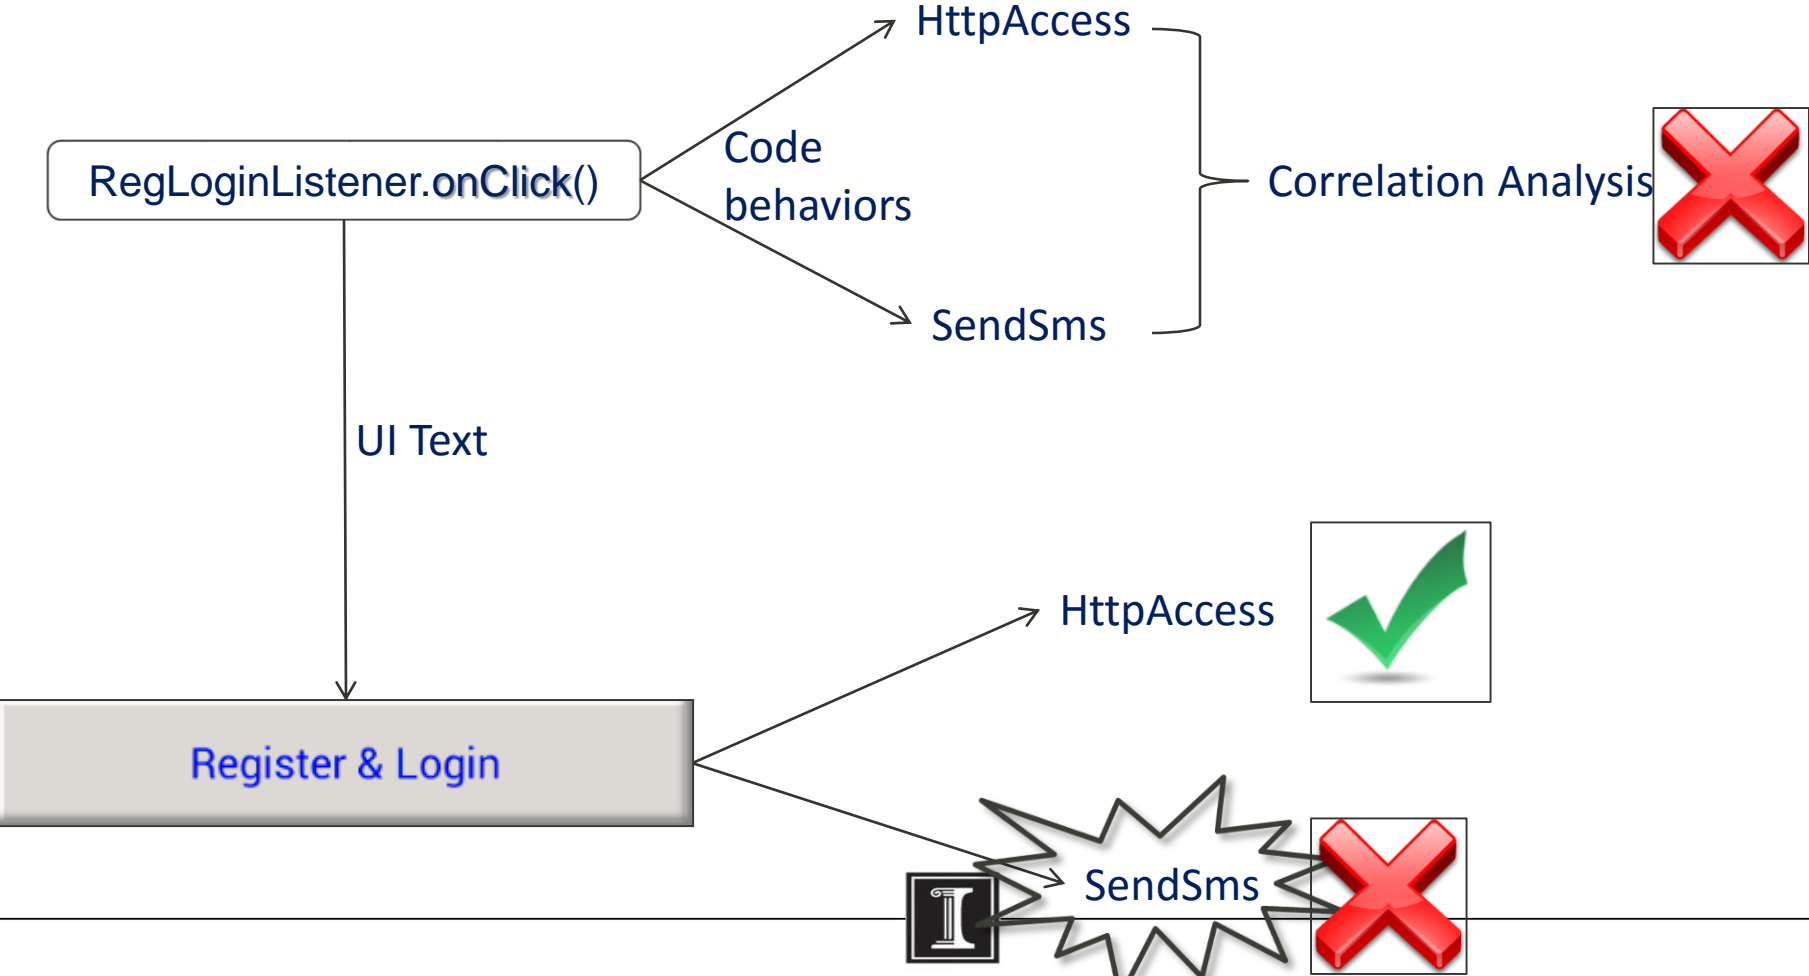 HttpAccess
Code
behaviors
RegLoginListener.onClick()
Correlation Analysis
SendSms
UI Text
HttpAccess
Register & Login
SendSms
I